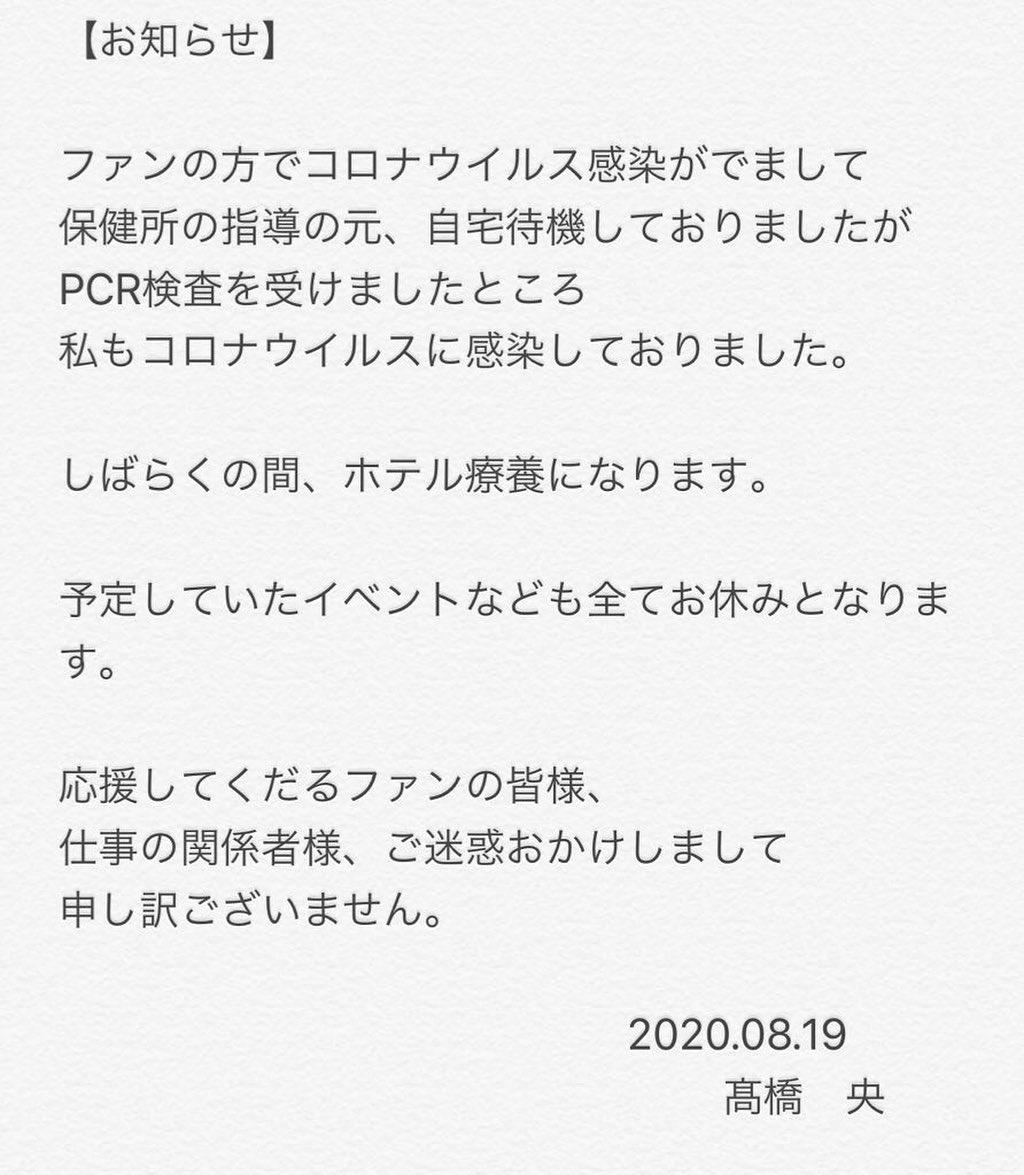 【お知らせ】
ファンの方でコロナウイルス感染がでまして
保健所の指導の元、自宅待機しておりましたが
PCR検査を受けましたところ
私もコロナウイルスに感染しておりました。
しばらくの間、ホテル療養になります。
予定していたイベントなども全てお休みとなりま
す。
応援してくだるファンの皆様、
仕事の関係者様、ご迷惑おかけしまして
申し訳ございません。
2020.08.19
髙橋　央